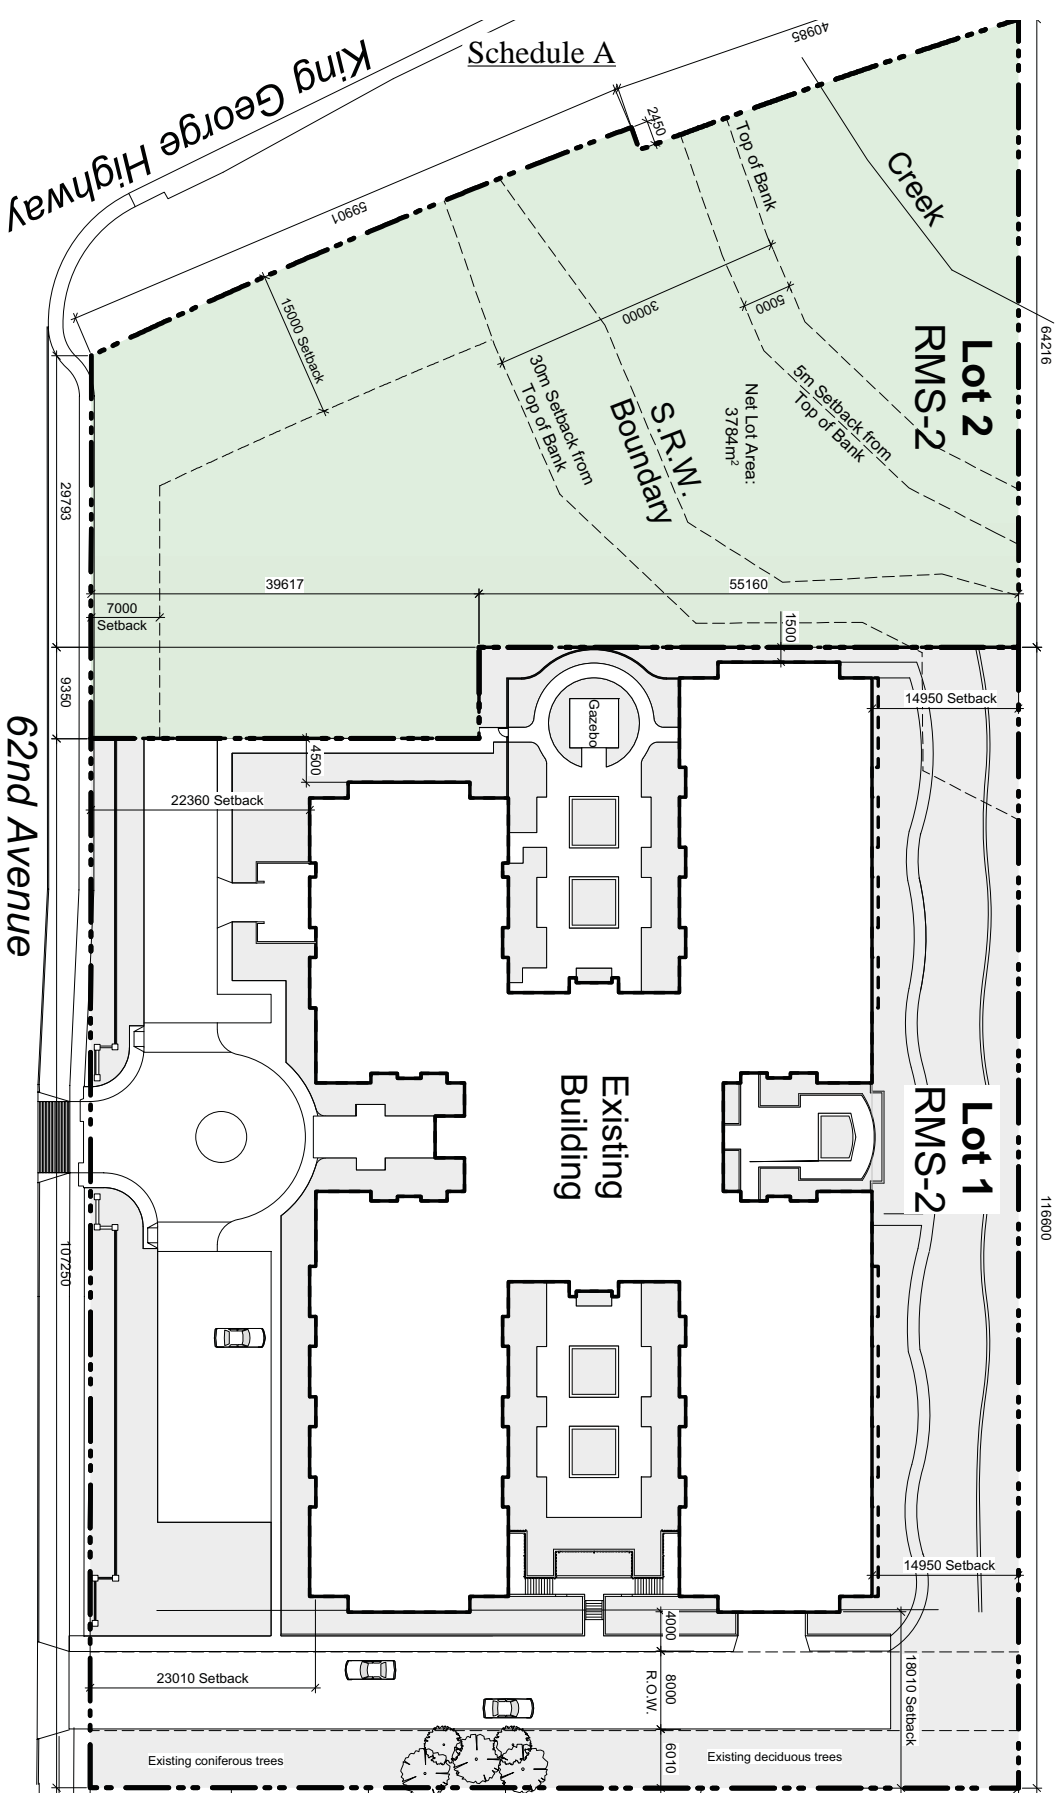 Schedule A
King George Highway
40985
2450
Top of Bank
Creek
59901
15000 Setback
30000
5000
64216
Lot 2
RMS-2
30m Setback from
Top of Bank
S.R.W.
Boundary
Net Lot Area:
3784m²
5m Setback from
Top of Bank
29793
39617
55160
7000
Setback
1500
9350
14950 Setback
Gazebo
4500
22360 Setback
62nd Avenue
Existing
Building
Lot 1
RMS-2
116600
107250
14950 Setback
4000
23010 Setback
8000
R.O.W.
18010 Setback
6010
Existing coniferous trees
Existing deciduous trees